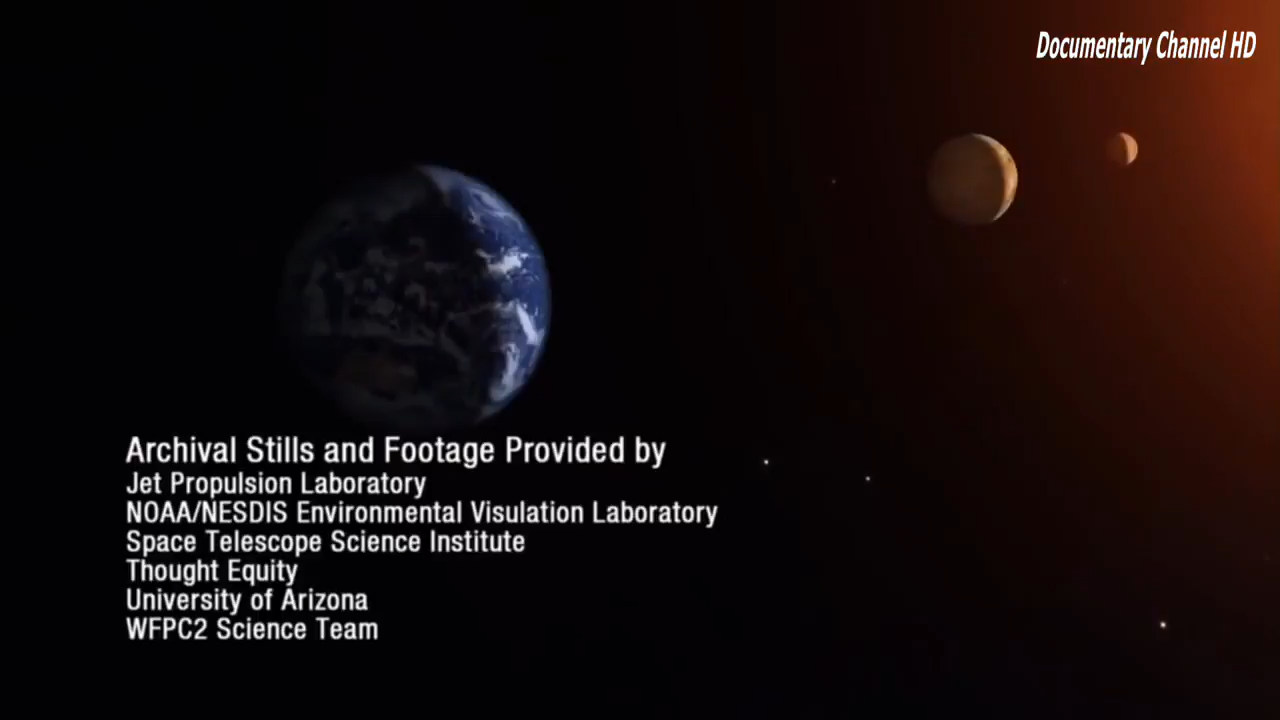 Documentary Channel HD
Archival Stills and Footage Provided by
Jet Propulsion Laboratory
NOAA/NESDIS Environmental Visulation Laboratory
Space Telescope Science Institute
Thought Equity
University of Arizona
WFPC2 Science Team